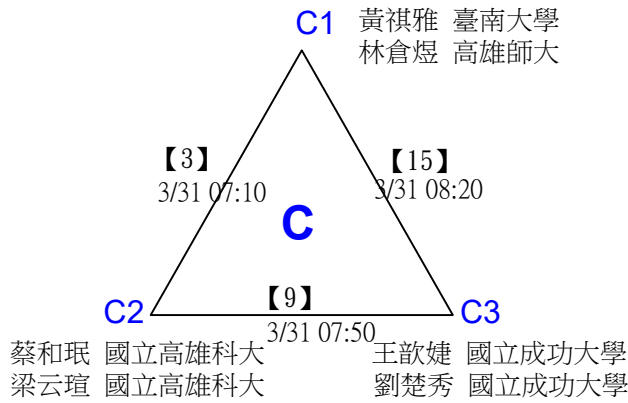 C1
黃祺雅 臺南大學
林倉煜 高雄師大
【3】
3/31 07:10
【15】
3/31 08:20
C
C2
【9】
3/31 07:50
C3
蔡和珉 國立高雄科大
梁云瑄 國立高雄科大
王歆婕 國立成功大學
劉楚秀 國立成功大學